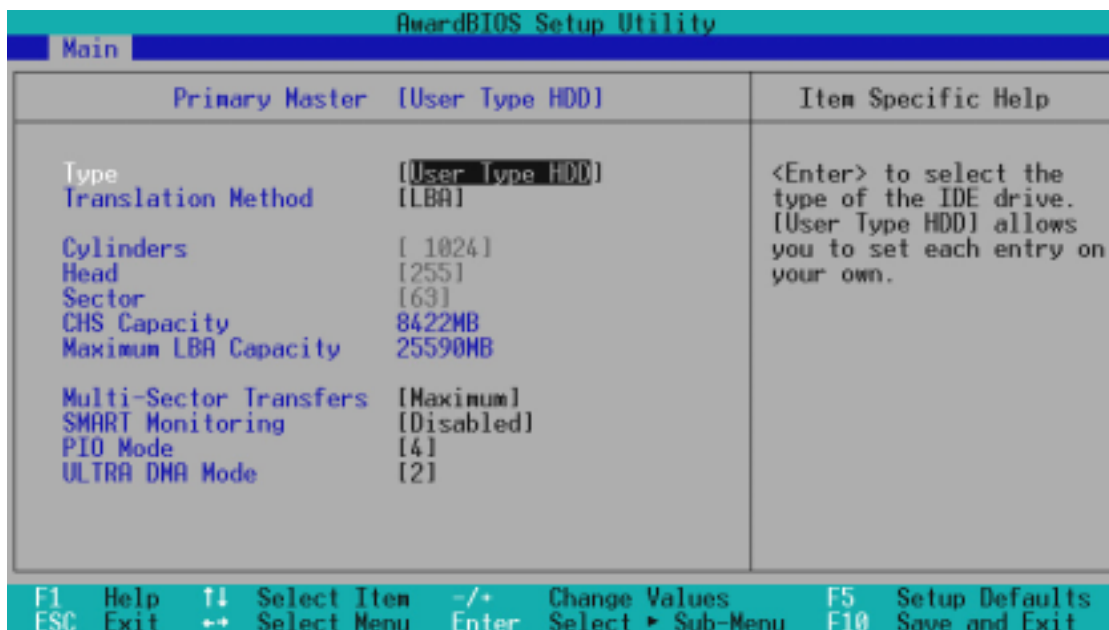 AwardBIOS Setup Utility
Main
Primary Master [User Type HDD]
Item Specific Help
Type [User Type HDD]
Translation Method [LBA]
Cylinders [ 1024]
Head [255]
Sector [63]
CHS Capacity 8422MB
Maximum LBA Capacity 25590MB
Multi-Sector Transfers [Maximum]
SMART Monitoring [Disabled]
PIO Mode [4]
ULTRA DMA Mode [2]
<Enter> to select the
type of the IDE drive.
[User Type HDD] allows
you to set each entry on
your own.
F1 Help ↑↓ Select Item -/+ Change Values F5 Setup Defaults
ESC Exit ←→ Select Menu Enter Select ► Sub-Menu F10 Save and Exit